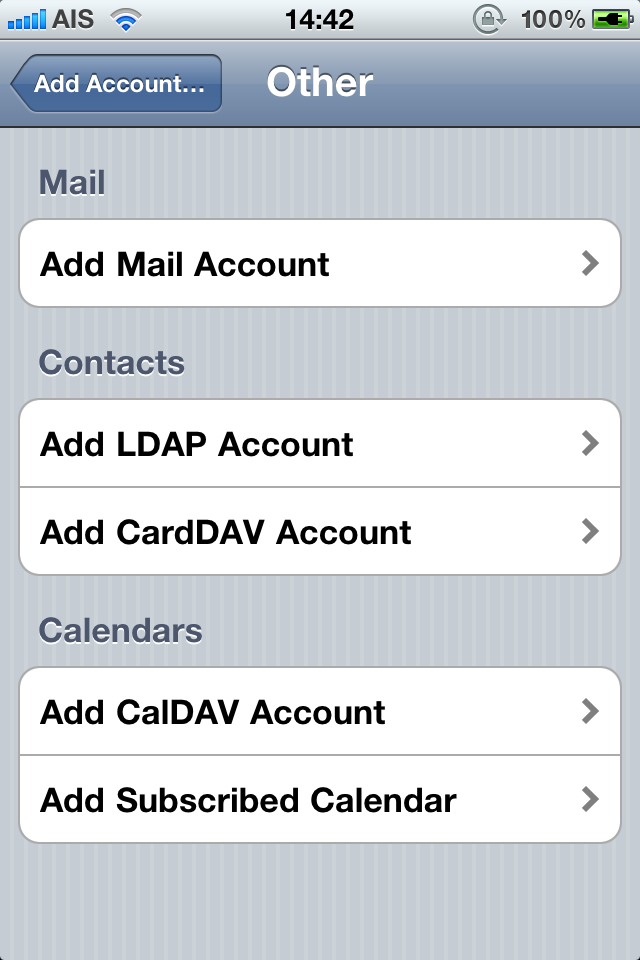 AIS 14:42 100%
Add Account... Other
Mail
Add Mail Account
Contacts
Add LDAP Account
Add CardDAV Account
Calendars
Add CalDAV Account
Add Subscribed Calendar